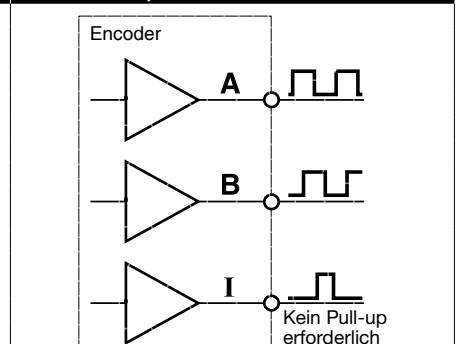 Encoder
A
B
I
Kein Pull-up
erforderlich